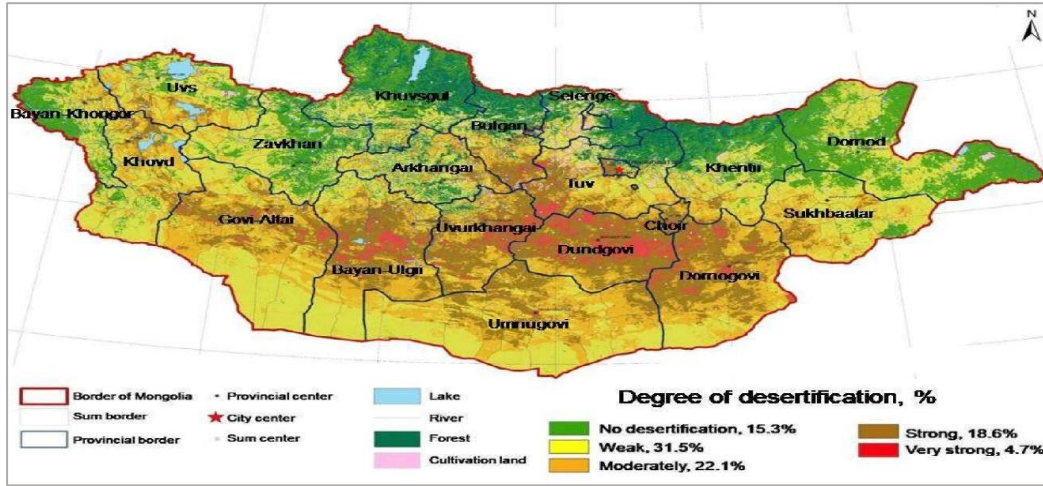 N
Uvs
Khuvsgul
Selenge
Bayan-Khongor
Bulgan
Zavkhan
Domod
Khovd
Arkhangai
Khentii
Tuv
Sukhbaatar
Govi-Altai
Uvurkhangai
Choir
Dundgovi
Bayan-Ulgii
Domogovi
Umnugovi
Border of Mongolia
Sum border
Provincial border
Provincial center
City center
Sum center
Lake
River
Forest
Cultivation land
Degree of desertification, %
No desertification, 15.3%
Weak, 31.5%
Moderately, 22.1%
Strong, 18.6%
Very strong, 4.7%